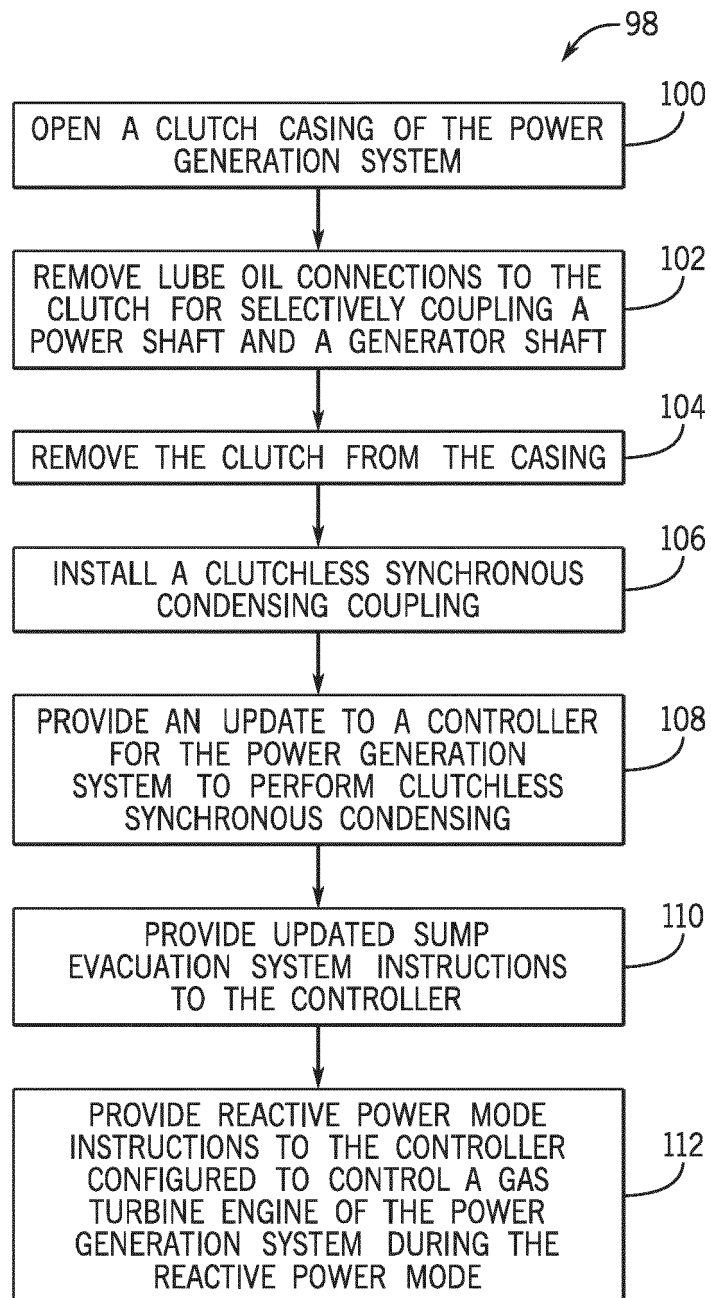 98
100
OPEN A CLUTCH CASING OF THE POWER
GENERATION SYSTEM
102
REMOVE LUBE OIL CONNECTIONS TO THE
CLUTCH FOR SELECTIVELY COUPLING A
POWER SHAFT AND A GENERATOR SHAFT
104
REMOVE THE CLUTCH FROM THE CASING
106
INSTALL A CLUTCHLESS SYNCHRONOUS
CONDENSING COUPLING
108
PROVIDE AN UPDATE TO A CONTROLLER
FOR THE POWER GENERATION
SYSTEM TO PERFORM CLUTCHLESS
SYNCHRONOUS CONDENSING
110
PROVIDE UPDATED SUMP
EVACUATION SYSTEM INSTRUCTIONS
TO THE CONTROLLER
112
PROVIDE REACTIVE POWER MODE
INSTRUCTIONS TO THE CONTROLLER
CONFIGURED TO CONTROL A GAS
TURBINE ENGINE OF THE POWER
GENERATION SYSTEM DURING THE
REACTIVE POWER MODE